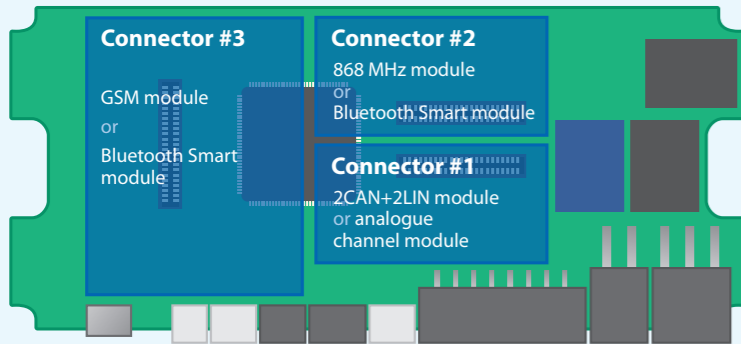 Connector #3
GSM module
or
Bluetooth Smart
module
Connector #2
868 MHz module
or
Bluetooth Smart module
Connector #1
2CAN+2LIN module
or analogue
channel module